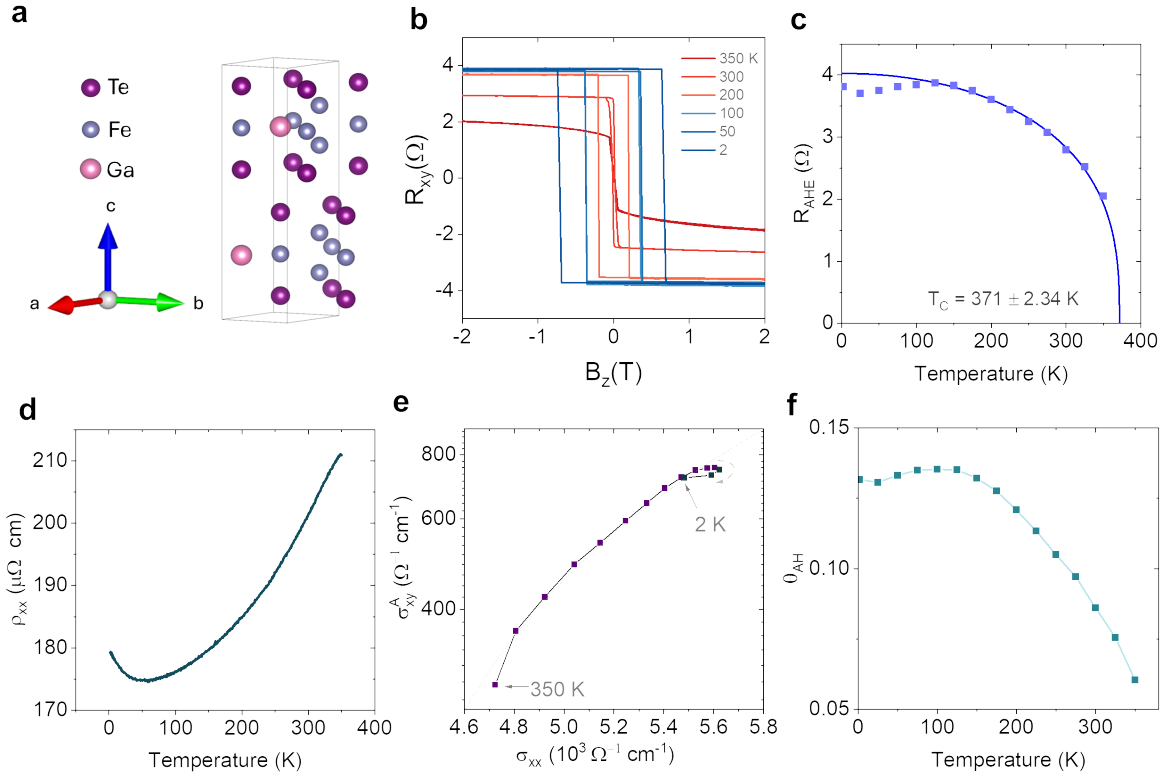 a
Te
Fe
Ga
c
a
b
b
R_xy(Ω)
4
2
0
-2
-4
350 K
300
200
100
50
2
-2 -1 0 1 2
B_z(T)
c
R_AHE (Ω)
4
3
2
1
0
T_C = 371 ± 2.34 K
0 100 200 300 400
Temperature (K)
d
ρ_xx (μΩ cm)
210
200
190
180
170
0 100 200 300 400
Temperature (K)
e
σ^A_xy (Ω⁻¹ cm⁻¹)
800
600
400
2 K
350 K
4.6 4.8 5.0 5.2 5.4 5.6 5.8
σ_xx (10³ Ω⁻¹ cm⁻¹)
f
θ_AH
0.15
0.10
0.05
0 100 200 300
Temperature (K)